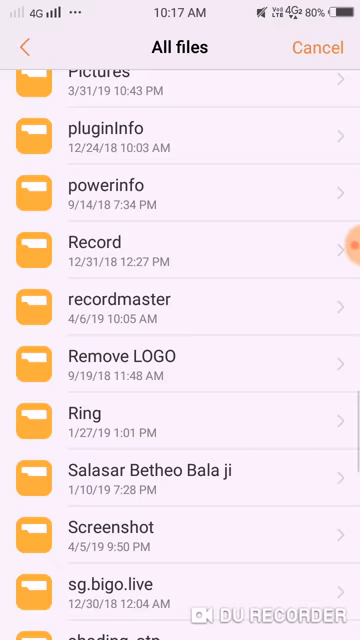 4G 10:17 AM VoLTE 4G2 80%
All files
Cancel
Pictures
3/31/19 10:43 PM
pluginInfo
12/24/18 10:03 AM
powerinfo
9/14/18 7:34 PM
Record
12/31/18 12:27 PM
recordmaster
4/6/19 10:05 AM
Remove LOGO
9/19/18 11:48 AM
Ring
1/27/19 1:01 PM
Salasar Betheo Bala ji
1/10/19 7:28 PM
Screenshot
4/5/19 9:50 PM
DU RECORDER
sg.bigo.live
12/30/18 12:04 AM